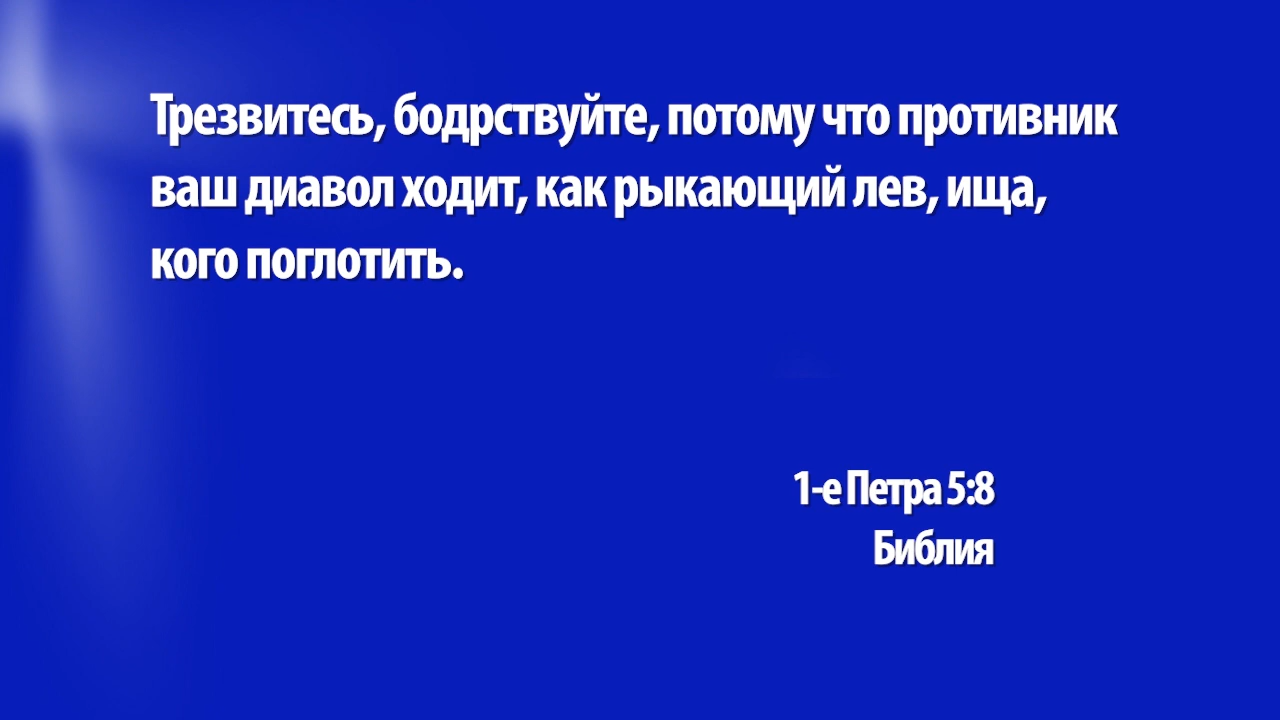 Трезвитесь, бодрствуйте, потому что противник
ваш диавол ходит, как рыкающий лев, ища,
кого поглотить.
1-е Петра 5:8
Библия